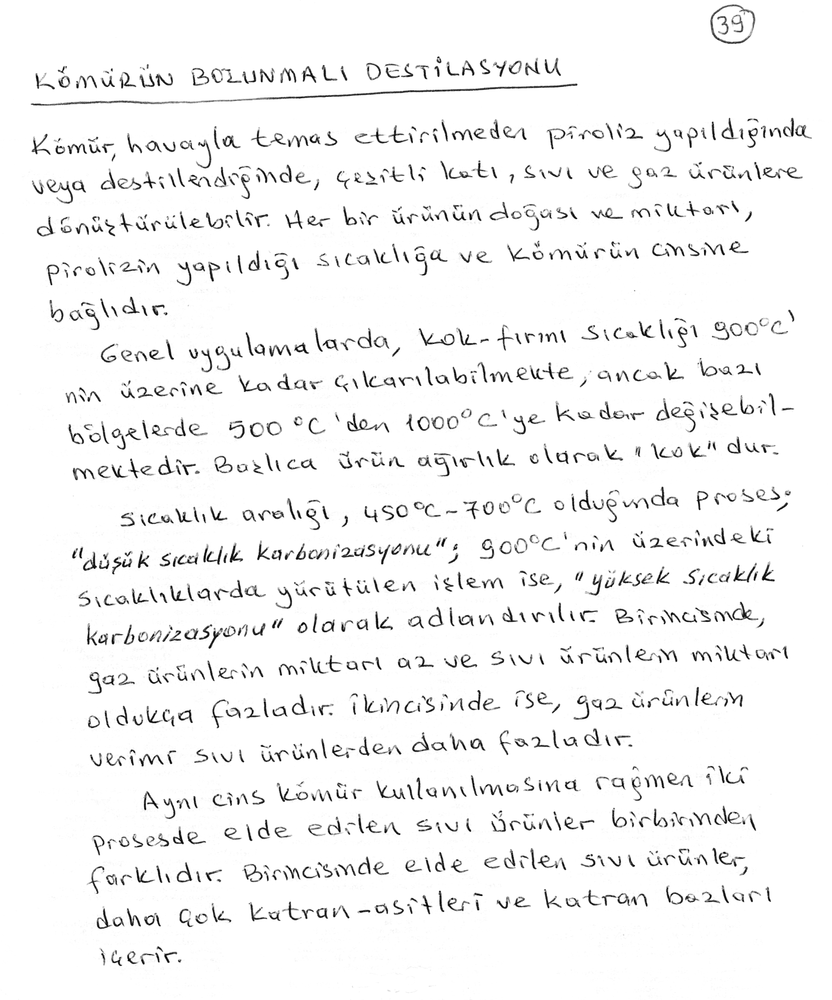 39
KÖMÜRÜN BOZUNMALI DESTİLASYONU
Kömür, havayla temas ettirilmeden piroliz yapıldığında
veya destillendiğinde, çeşitli katı, sıvı ve gaz ürünlere
dönüştürülebilir. Her bir ürünün doğası ve miktarı,
pirolizin yapıldığı sıcaklığa ve kömürün cinsine
bağlıdır.
Genel uygulamalarda, kok-fırını sıcaklığı 900°C'
nin üzerine kadar çıkarılabilmekte, ancak bazı
bölgelerde 500 °C 'den 1000°C'ye kadar değişebil-
mektedir. Başlıca ürün ağırlık olarak "kok" dur.
Sıcaklık aralığı, 450°C-700°C olduğunda proses;
"düşük sıcaklık karbonizasyonu"; 900°C'nin üzerindeki
sıcaklıklarda yürütülen işlem ise, "yüksek sıcaklık
karbonizasyonu" olarak adlandırılır. Birincisinde,
gaz ürünlerin miktarı az ve sıvı ürünlerin miktarı
oldukça fazladır. İkincisinde ise, gaz ürünlerin
verimi sıvı ürünlerden daha fazladır.
Aynı cins kömür kullanılmasına rağmen iki
prosesde elde edilen sıvı ürünler birbirinden
farklıdır. Birincisinde elde edilen sıvı ürünler,
daha çok katran-asitleri ve katran bazları
içerir.